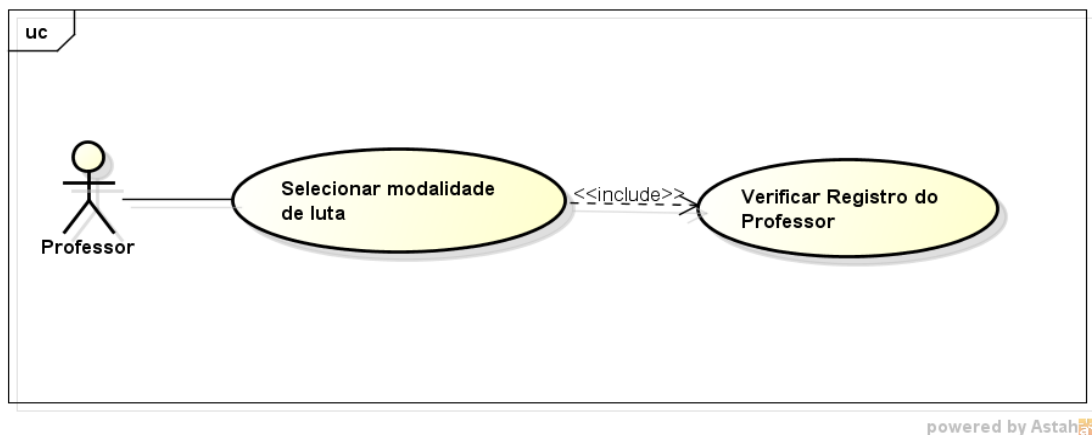 uc
Selecionar modalidade
de luta
<<include>>
Verificar Registro do
Professor
Professor
powered by Astah